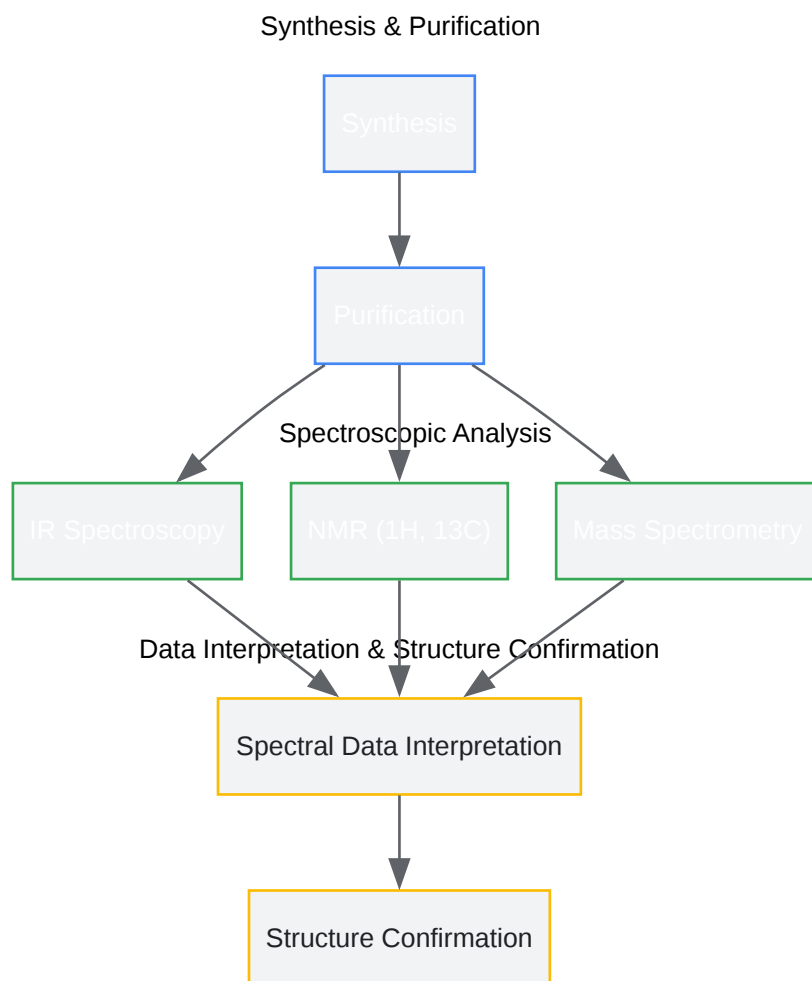 Synthesis & Purification
Synthesis
Purification
Spectroscopic Analysis
IR Spectroscopy
NMR (1H, 13C)
Mass Spectrometry
Data Interpretation & Structure Confirmation
Spectral Data Interpretation
Structure Confirmation